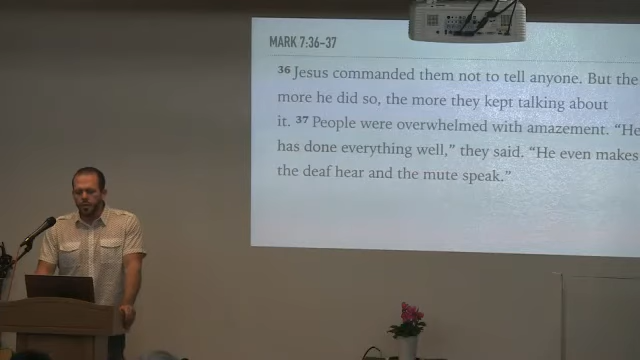 MARK 7:36–37
36 Jesus commanded them not to tell anyone. But the
more he did so, the more they kept talking about
it. 37 People were overwhelmed with amazement. “He
has done everything well,” they said. “He even makes
the deaf hear and the mute speak.”